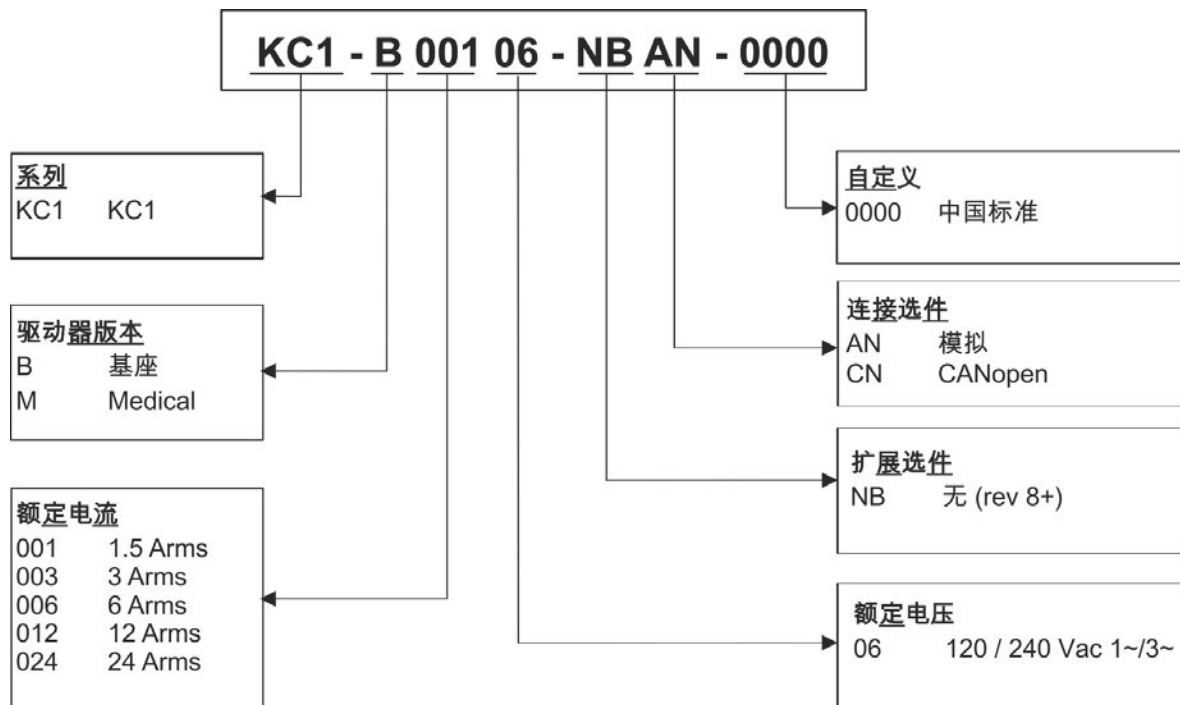 KC1 - B 001 06 - NB AN - 0000
系列
KC1 KC1
驱动器版本
B 基座
M Medical
额定电流
001 1.5 Arms
003 3 Arms
006 6 Arms
012 12 Arms
024 24 Arms
自定义
0000 中国标准
连接选件
AN 模拟
CN CANopen
扩展选件
NB 无 (rev 8+)
额定电压
06 120 / 240 Vac 1~/3~